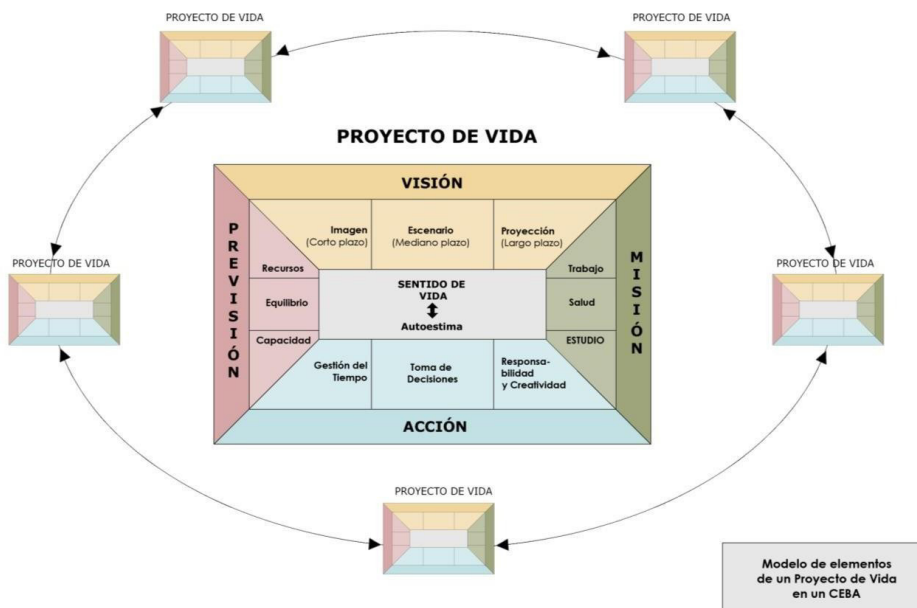 PROYECTO DE VIDA
PROYECTO DE VIDA
PROYECTO DE VIDA
VISIÓN
Imagen
(Corto plazo)
Escenario
(Mediano plazo)
Proyección
(Largo plazo)
PREVISIÓN
Recursos
Equilibrio
Capacidad
SENTIDO DE
VIDA
Autoestima
Trabajo
Salud
ESTUDIO
MISIÓN
Gestión del
Tiempo
Toma de
Decisiones
Responsa-
bilidad
y Creatividad
ACCIÓN
PROYECTO DE VIDA
PROYECTO DE VIDA
PROYECTO DE VIDA
Modelo de elementos
de un Proyecto de Vida
en un CEBA